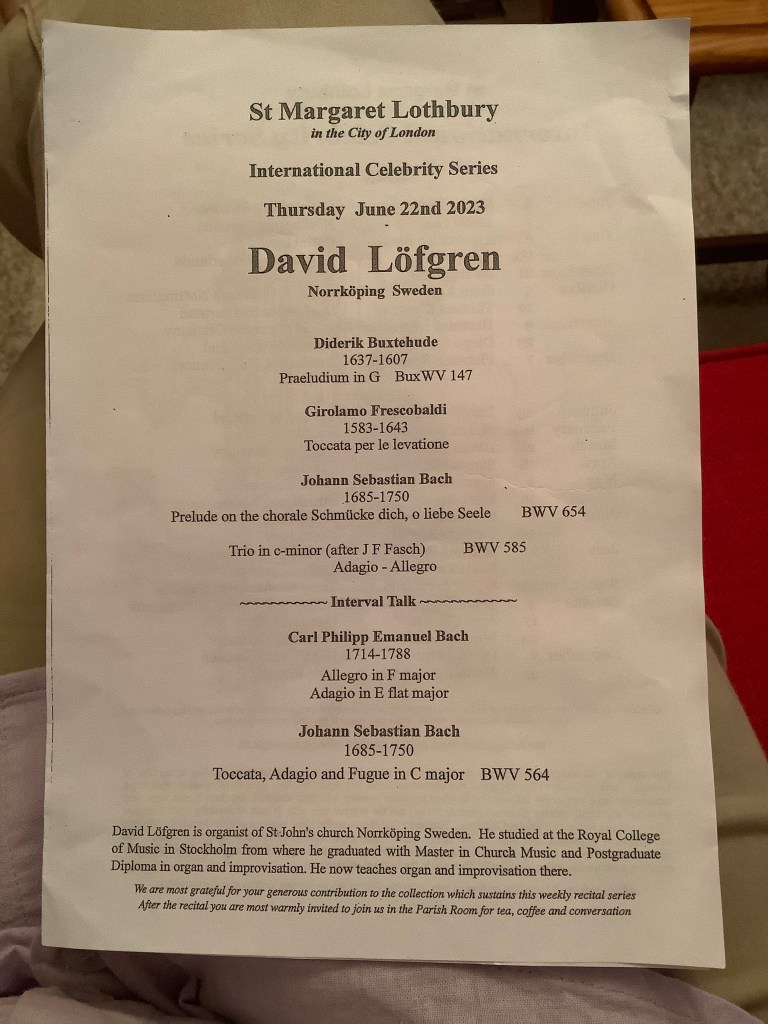 St Margaret Lothbury
in the City of London
International Celebrity Series
Thursday June 22nd 2023
David Löfgren
Norrköping Sweden
Diderik Buxtehude
1637-1607
Praeludium in G BuxWV 147
Girolamo Frescobaldi
1583-1643
Toccata per le levatione
Johann Sebastian Bach
1685-1750
Prelude on the chorale Schmücke dich, o liebe Seele BWV 654
Trio in c-minor (after J F Fasch) BWV 585
Adagio - Allegro
~~~~~~~~~~~ Interval Talk ~~~~~~~~~~~~
Carl Philipp Emanuel Bach
1714-1788
Allegro in F major
Adagio in E flat major
Johann Sebastian Bach
1685-1750
Toccata, Adagio and Fugue in C major BWV 564
David Löfgren is organist of St John's church Norrköping Sweden. He studied at the Royal College
of Music in Stockholm from where he graduated with Master in Church Music and Postgraduate
Diploma in organ and improvisation. He now teaches organ and improvisation there.
We are most grateful for your generous contribution to the collection which sustains this weekly recital series
After the recital you are most warmly invited to join us in the Parish Room for tea, coffee and conversation